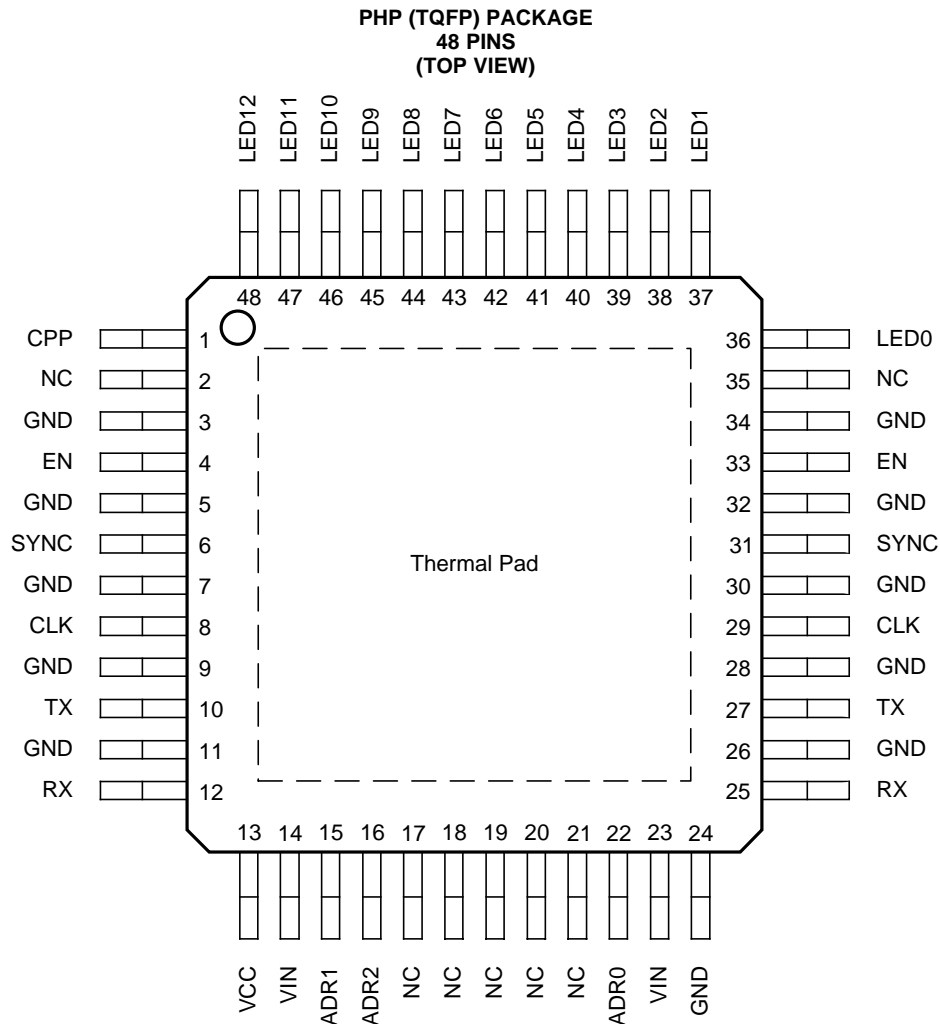 PHP (TQFP) PACKAGE
48 PINS
(TOP VIEW)
LED12
LED11
LED10
LED9
LED8
LED7
LED6
LED5
LED4
LED3
LED2
LED1
48 47 46 45 44 43 42 41 40 39 38 37
CPP 1 36 LED0
NC 2 35 NC
GND 3 34 GND
EN 4 33 EN
GND 5 32 GND
SYNC 6 31 SYNC
Thermal Pad
GND 7 30 GND
CLK 8 29 CLK
GND 9 28 GND
TX 10 27 TX
GND 11 26 GND
RX 12 25 RX
13 14 15 16 17 18 19 20 21 22 23 24
VCC
VIN
ADR1
ADR2
NC
NC
NC
NC
NC
ADR0
VIN
GND